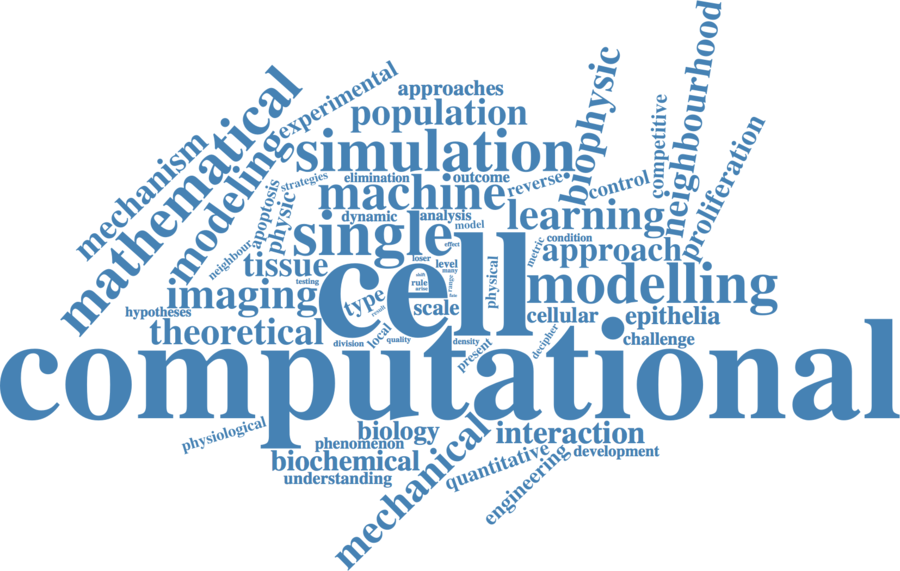 neighbourhood
biophysic
experimental
approaches
mathematical
population
competitive
proliferation
mechanism
modeling
simulation
elimination
outcome
reverse
control
strategies
machine
apoptosis
physic
dynamic
analysis
model
learning
single
effect
metric
condition
approach
neighbour
tissue
loser
level
many
physical
testing
cell
shift
rule
arise
range
imaging
type
modelling
result
scale
hypotheses
cellular
epithelia
theoretical
local
division
quality
density
present
decipher
challenge
computational
physiological
biology
phenomenon
mechanical
interaction
biochemical
understanding
quantitative
engineering
development